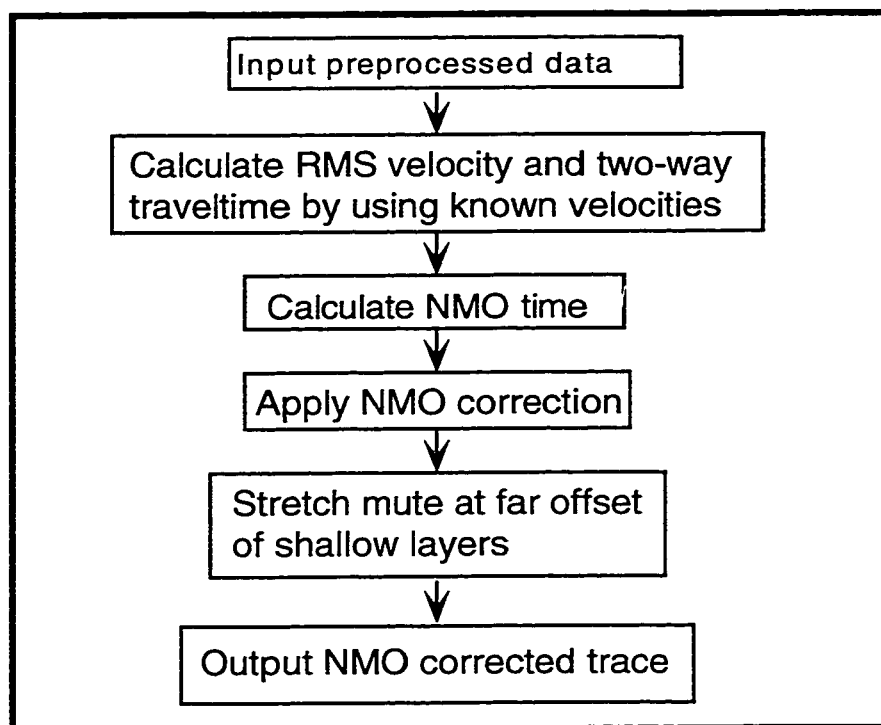 Input preprocessed data
Calculate RMS velocity and two-way
traveltime by using known velocities
Calculate NMO time
Apply NMO correction
Stretch mute at far offset
of shallow layers
Output NMO corrected trace